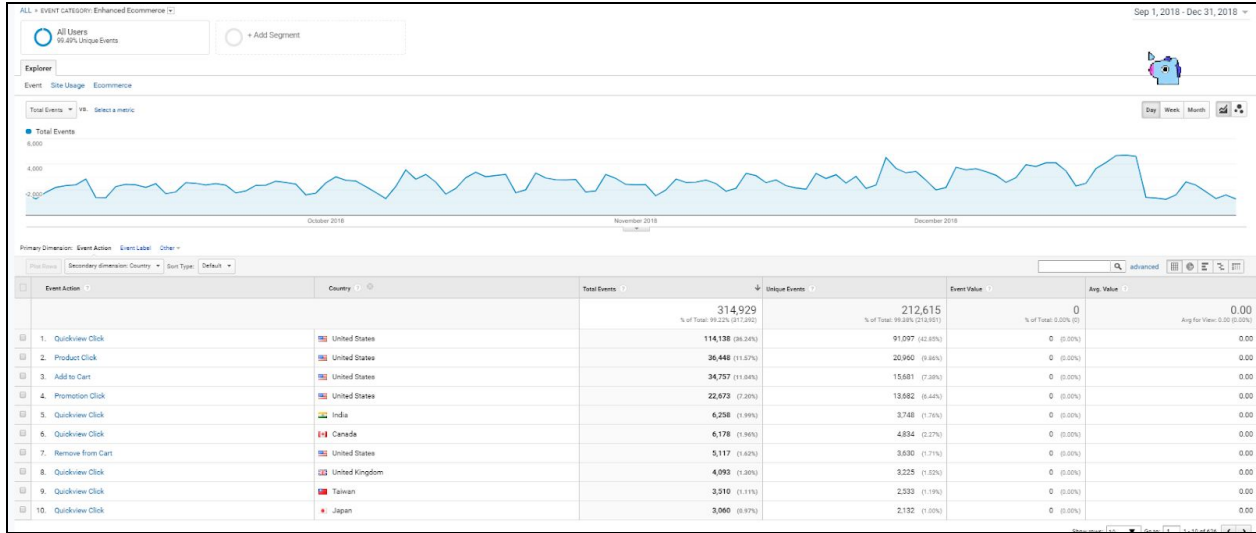 ALL » EVENT CATEGORY: Enhanced Ecommerce
Sep 1, 2018 - Dec 31, 2018
All Users
99.49% Unique Events
+ Add Segment
Explorer
Event Site Usage Ecommerce
Total Events VS. Select a metric
Day Week Month
Total Events
6,000
4,000
2,000
October 2018 November 2018 December 2018
Primary Dimension: Event Action Event Label Other
Plot Rows Secondary dimension: Country Sort Type: Default advanced
Event Action Country Total Events Unique Events Event Value Avg. Value
314,929 212,615 0 0.00
% of Total: 99.22% (317,392) % of Total: 99.38% (213,951) % of Total: 0.00% (0) Avg for View: 0.00 (0.00%)
1. Quickview Click United States 114,138 (36.24%) 91,097 (42.85%) 0 (0.00%) 0.00
2. Product Click United States 36,448 (11.57%) 20,960 (9.86%) 0 (0.00%) 0.00
3. Add to Cart United States 34,757 (11.04%) 15,681 (7.38%) 0 (0.00%) 0.00
4. Promotion Click United States 22,673 (7.20%) 13,682 (6.44%) 0 (0.00%) 0.00
5. Quickview Click India 6,258 (1.99%) 3,748 (1.76%) 0 (0.00%) 0.00
6. Quickview Click Canada 6,178 (1.96%) 4,834 (2.27%) 0 (0.00%) 0.00
7. Remove from Cart United States 5,117 (1.62%) 3,630 (1.71%) 0 (0.00%) 0.00
8. Quickview Click United Kingdom 4,093 (1.30%) 3,225 (1.52%) 0 (0.00%) 0.00
9. Quickview Click Taiwan 3,510 (1.11%) 2,533 (1.19%) 0 (0.00%) 0.00
10. Quickview Click Japan 3,060 (0.97%) 2,132 (1.00%) 0 (0.00%) 0.00
Show rows: 10 Go to: 1 1 - 10 of 626